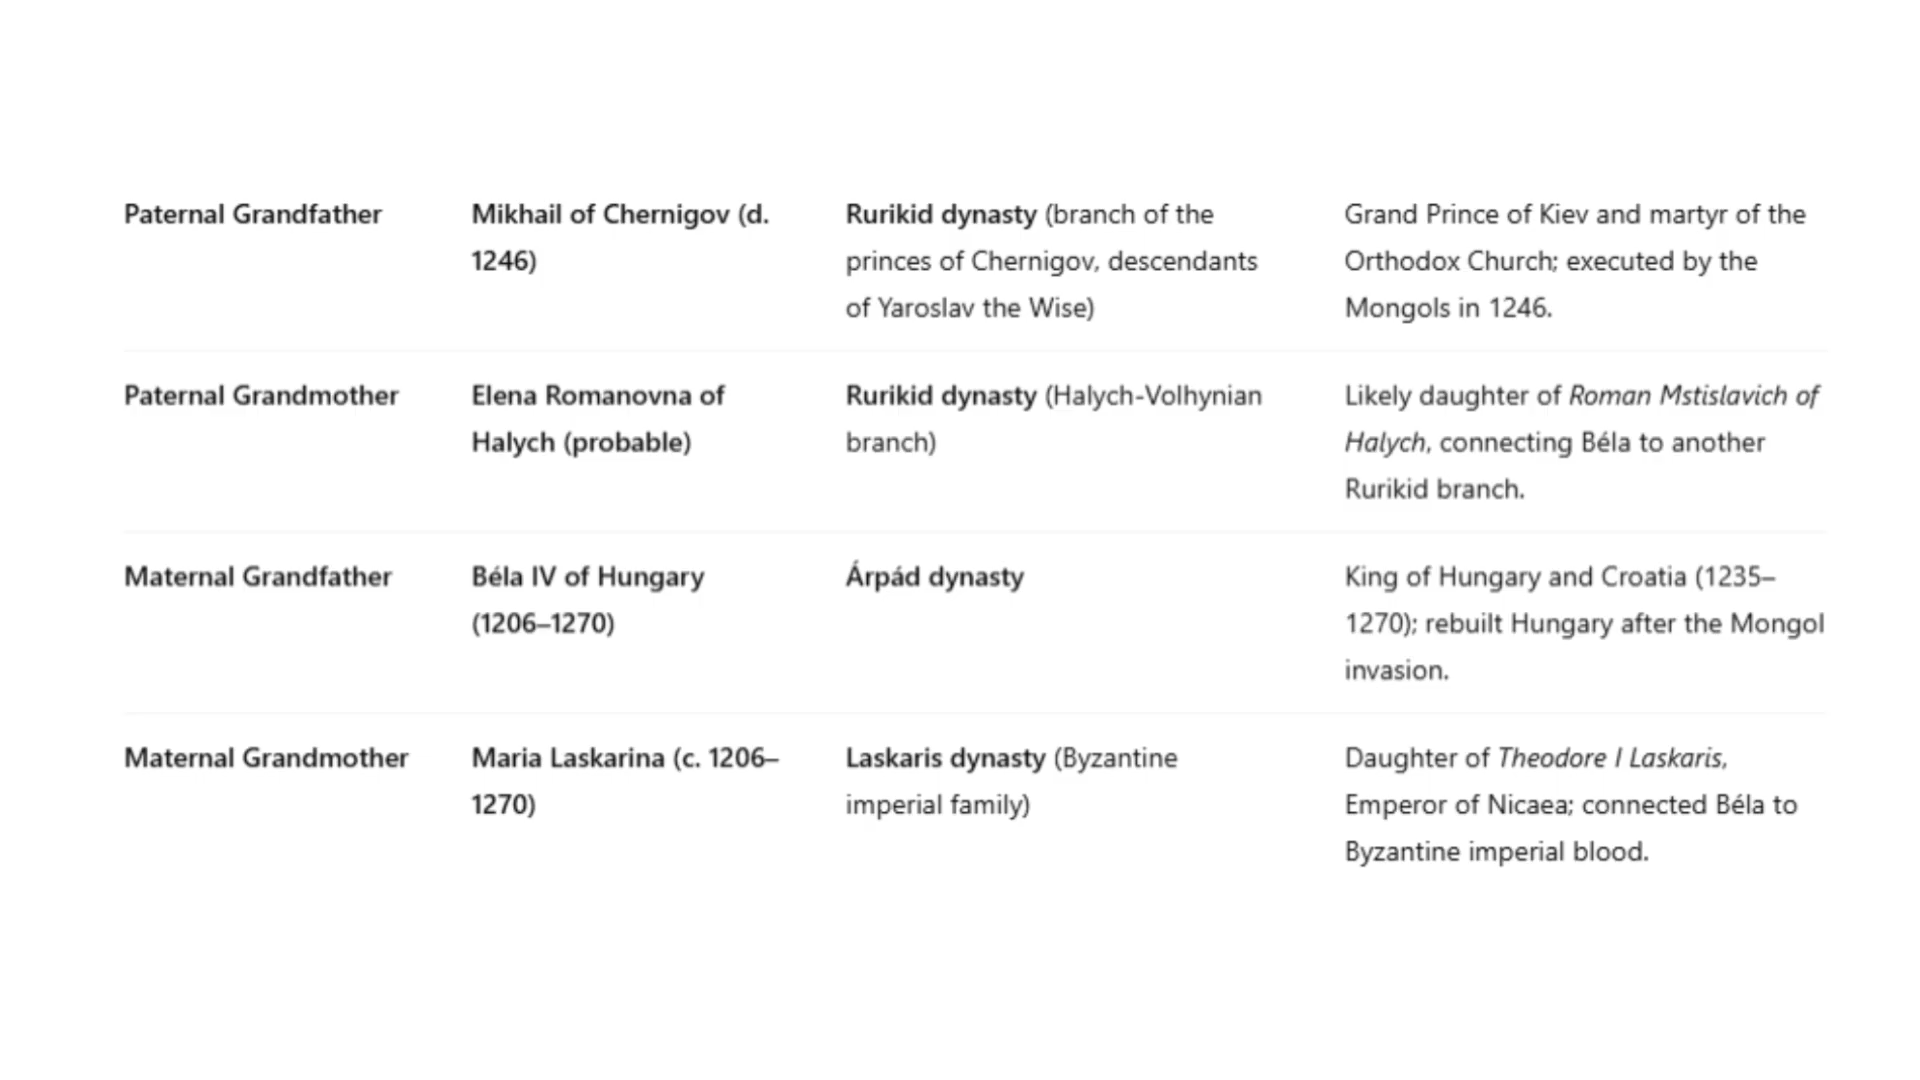 Paternal Grandfather
Mikhail of Chernigov (d.
1246)
Rurikid dynasty (branch of the
princes of Chernigov, descendants
of Yaroslav the Wise)
Grand Prince of Kiev and martyr of the
Orthodox Church; executed by the
Mongols in 1246.
Paternal Grandmother
Elena Romanovna of
Halych (probable)
Rurikid dynasty (Halych-Volhynian
branch)
Likely daughter of Roman Mstislavich of
Halych, connecting Béla to another
Rurikid branch.
Maternal Grandfather
Béla IV of Hungary
(1206–1270)
Árpád dynasty
King of Hungary and Croatia (1235–
1270); rebuilt Hungary after the Mongol
invasion.
Maternal Grandmother
Maria Laskarina (c. 1206–
1270)
Laskaris dynasty (Byzantine
imperial family)
Daughter of Theodore I Laskaris,
Emperor of Nicaea; connected Béla to
Byzantine imperial blood.